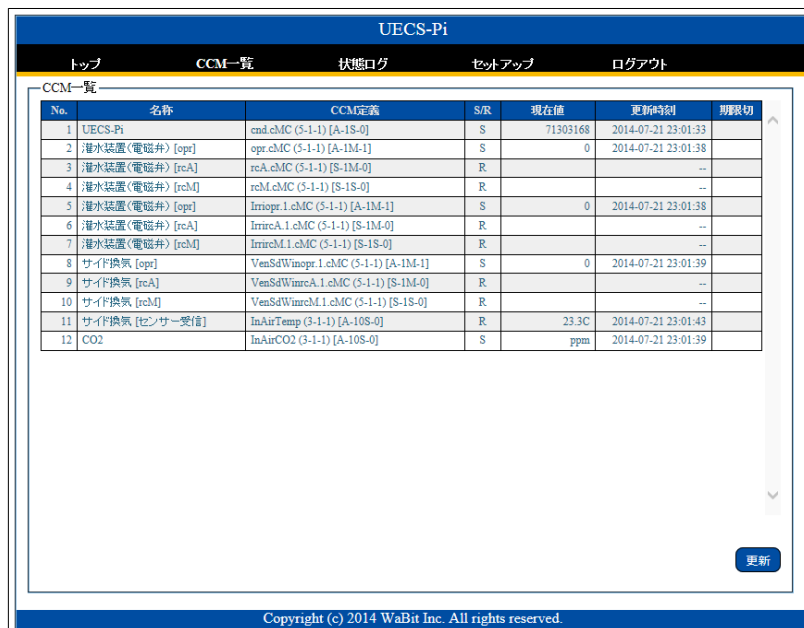 UECS-Pi
トップ CCM一覧 状態ログ セットアップ ログアウト
CCM一覧
No. 名称 CCM定義 S/R 現在値 更新時刻 期限切
1 UECS-Pi cnd.cMC (5-1-1) [A-1S-0] S 71303168 2014-07-21 23:01:33
2 潅水装置(電磁弁) [opr] opr.cMC (5-1-1) [A-1M-1] S 0 2014-07-21 23:01:38
3 潅水装置(電磁弁) [rcA] rcA.cMC (5-1-1) [S-1M-0] R --
4 潅水装置(電磁弁) [rcM] rcM.cMC (5-1-1) [S-1S-0] R --
5 潅水装置(電磁弁) [opr] Irriopr.1.cMC (5-1-1) [A-1M-1] S 0 2014-07-21 23:01:38
6 潅水装置(電磁弁) [rcA] IrrircA.1.cMC (5-1-1) [S-1M-0] R --
7 潅水装置(電磁弁) [rcM] IrrircM.1.cMC (5-1-1) [S-1S-0] R --
8 サイド換気 [opr] VenSdWinopr.1.cMC (5-1-1) [A-1M-1] S 0 2014-07-21 23:01:39
9 サイド換気 [rcA] VenSdWinrcA.1.cMC (5-1-1) [S-1M-0] R --
10 サイド換気 [rcM] VenSdWinrcM.1.cMC (5-1-1) [S-1S-0] R --
11 サイド換気 [センサー受信] InAirTemp (3-1-1) [A-10S-0] R 23.3C 2014-07-21 23:01:43
12 CO2 InAirCO2 (3-1-1) [A-10S-0] S ppm 2014-07-21 23:01:39
更新
Copyright (c) 2014 WaBit Inc. All rights reserved.